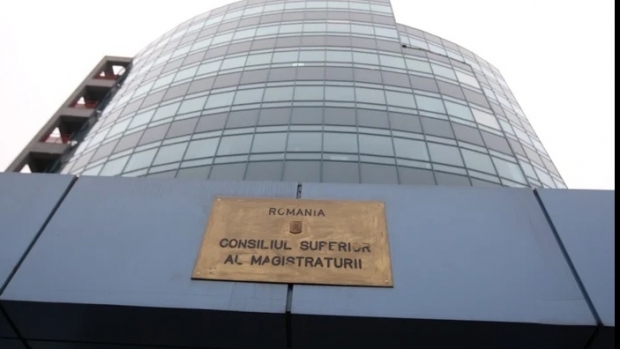 ROMANIA
CONSILIUL SUPERIOR
AL MAGISTRATURII